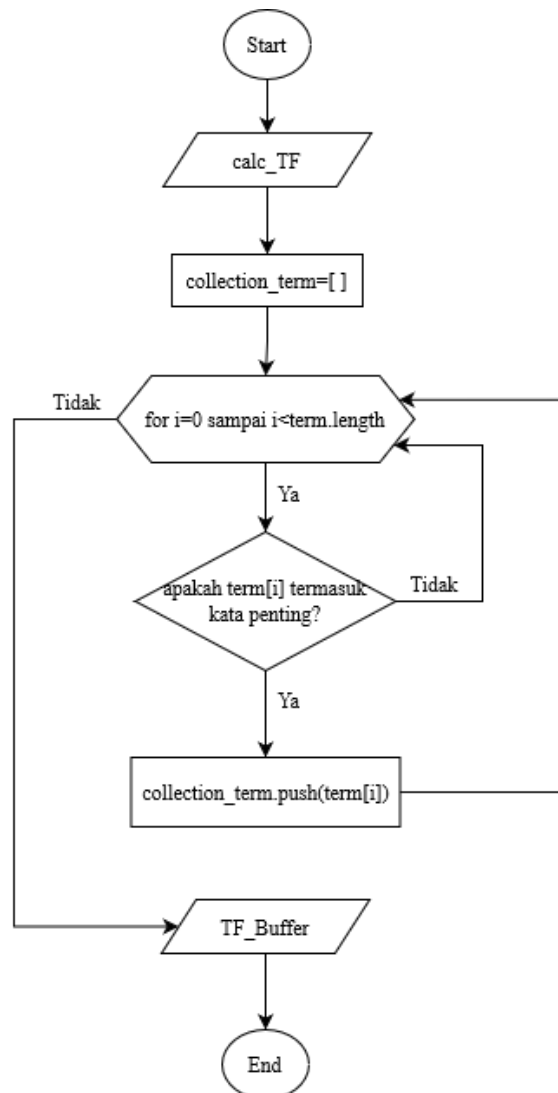 Start
calc_TF
collection_term=[ ]
Tidak
for i=0 sampai i<term.length
Ya
apakah term[i] termasuk
kata penting?
Tidak
Ya
collection_term.push(term[i])
TF_Buffer
End